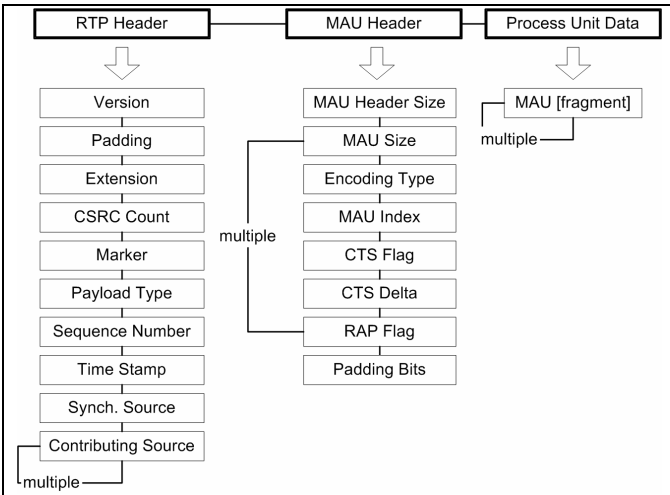 RTP Header
MAU Header
Process Unit Data
Version
Padding
Extension
CSRC Count
Marker
Payload Type
Sequence Number
Time Stamp
Synch. Source
Contributing Source
multiple
MAU Header Size
MAU Size
Encoding Type
MAU Index
CTS Flag
CTS Delta
RAP Flag
Padding Bits
multiple
MAU [fragment]
multiple